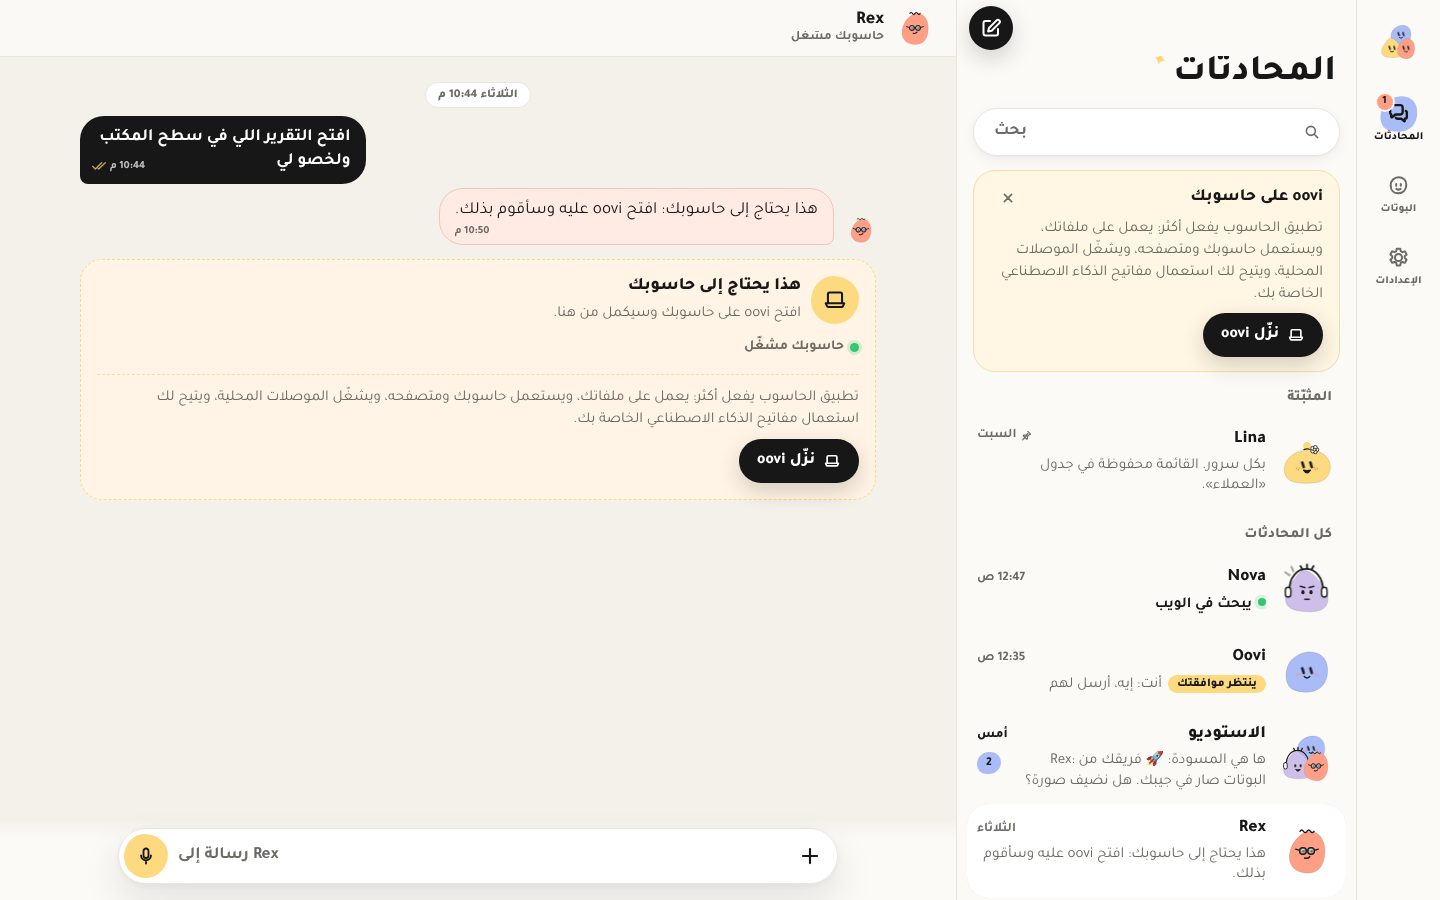 1
المحادثات
البوتات
الإعدادات
المحادثات
بحث
oovi على حاسوبك
تطبيق الحاسوب يفعل أكثر: يعمل على ملفاتك،
ويستعمل حاسوبك ومتصفحه، ويشغّل الموصلات
المحلية، ويتيح لك استعمال مفاتيح الذكاء الاصطناعي
الخاصة بك.
نزّل oovi
المثبّتة
Lina
السبت
بكل سرور. القائمة محفوظة في جدول
«العملاء».
كل المحادثات
Nova
12:47 ص
يبحث في الويب
Oovi
12:35 ص
ينتظر موافقتك
أنت: إيه، أرسل لهم
الاستوديو
أمس
Rex: ها هي المسودة: 🚀 فريقك من
البوتات صار في جيبك. هل نضيف صورة؟
2
Rex
الثلاثاء
هذا يحتاج إلى حاسوبك: افتح oovi عليه وسأقوم
بذلك.
Rex
حاسوبك مشغّل
الثلاثاء 10:44 م
افتح التقرير اللي في سطح المكتب
ولخصو لي
10:44 م
هذا يحتاج إلى حاسوبك: افتح oovi عليه وسأقوم بذلك.
10:50 م
هذا يحتاج إلى حاسوبك
افتح oovi على حاسوبك وسيكمل من هنا.
حاسوبك مشغّل
تطبيق الحاسوب يفعل أكثر: يعمل على ملفاتك، ويستعمل حاسوبك ومتصفحه، ويشغّل الموصلات المحلية، ويتيح لك
استعمال مفاتيح الذكاء الاصطناعي الخاصة بك.
نزّل oovi
رسالة إلى Rex